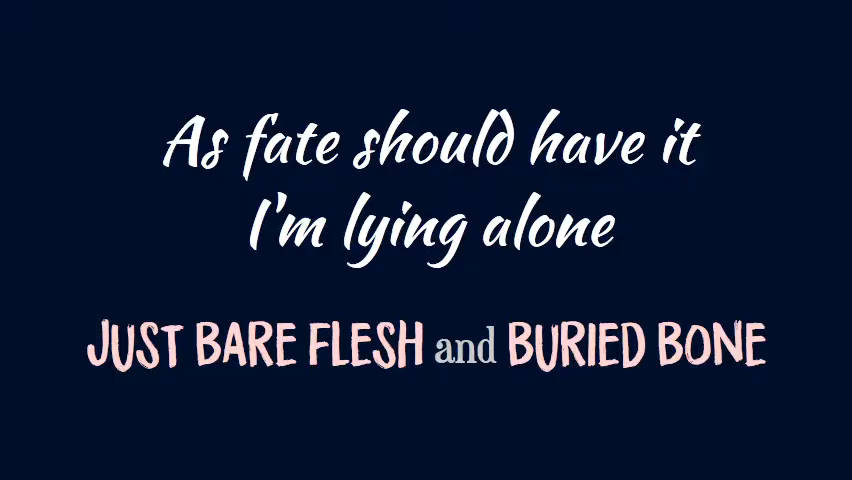 As fate should have it
I'm lying alone
JUST BARE FLESH and BURIED BONE